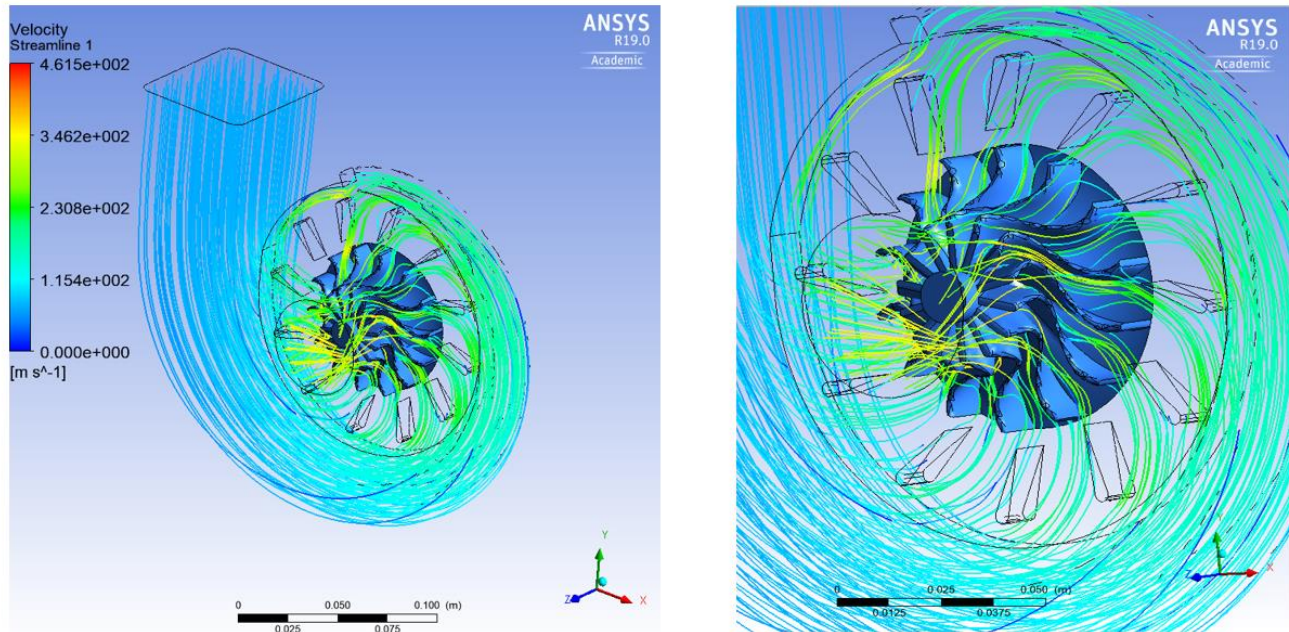 Velocity
Streamline 1
4.615e+002
3.462e+002
2.308e+002
1.154e+002
0.000e+000
[m s^-1]
ANSYS
R19.0
Academic
0 0.050 0.100 (m)
0.025 0.075
Y
Z X
ANSYS
R19.0
Academic
0 0.025 0.050 (m)
0.0125 0.0375
Y
Z X